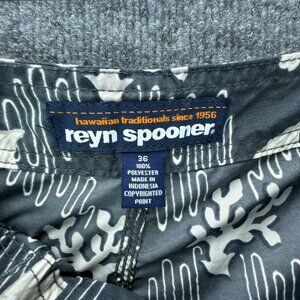 hawaiian traditionals since 1956
reyn spooner.
36
100%
POLYESTER
MADE IN
INDONESIA
COPYRIGHTED
PRINT